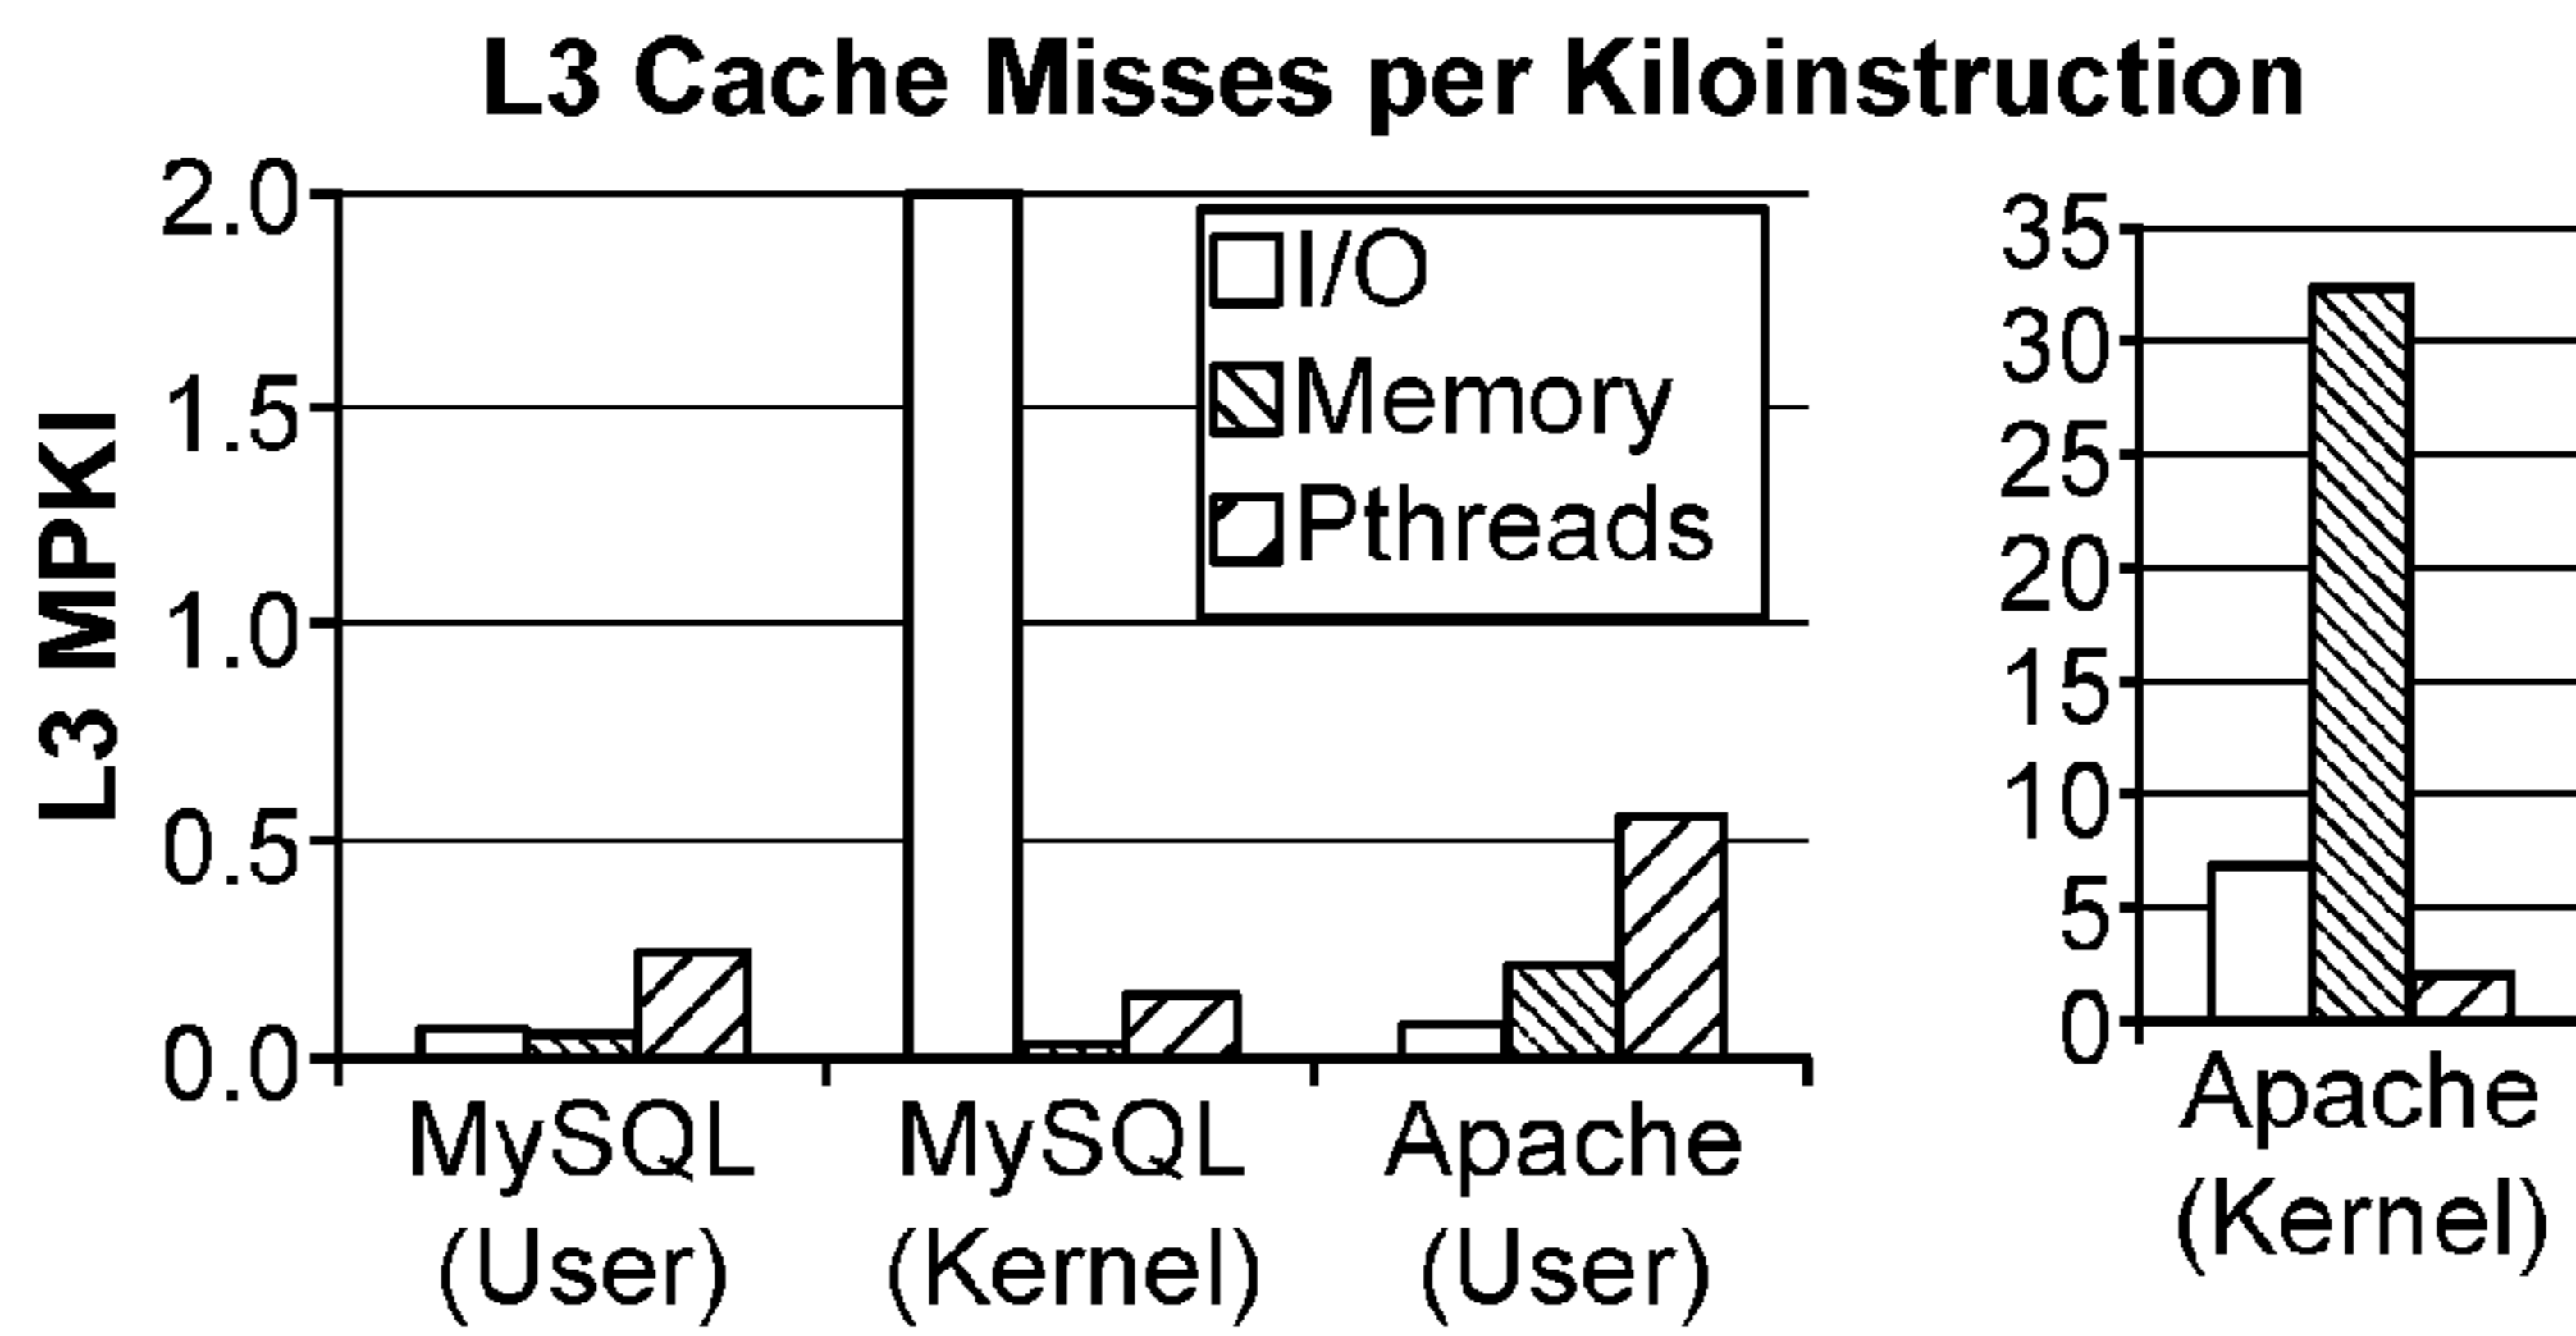 L3 Cache Misses per Kiloinstruction
L3 MPKI
2.0
1.5
1.0
0.5
0.0
I/O
Memory
Pthreads
MySQL
(User)
MySQL
(Kernel)
Apache
(User)
35
30
25
20
15
10
5
0
Apache
(Kernel)